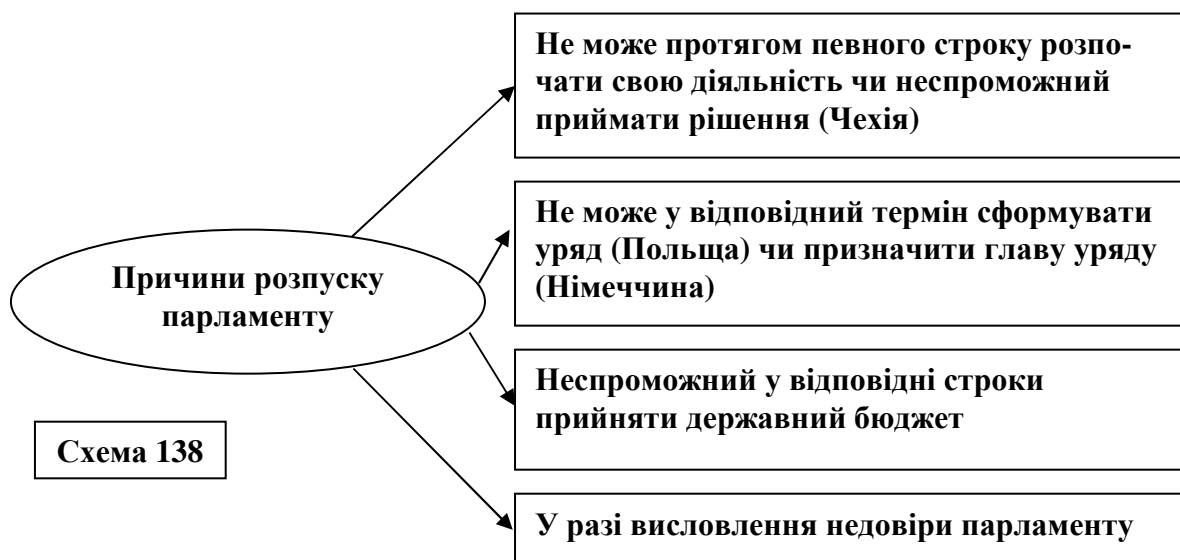 Не може протягом певного строку розпо-
чати свою діяльність чи неспроможний
приймати рішення (Чехія)
Не може у відповідний термін сформувати
уряд (Польща) чи призначити главу уряду
(Німеччина)
Причини розпуску
парламенту
Неспроможний у відповідні строки
прийняти державний бюджет
Схема 138
У разі висловлення недовіри парламенту